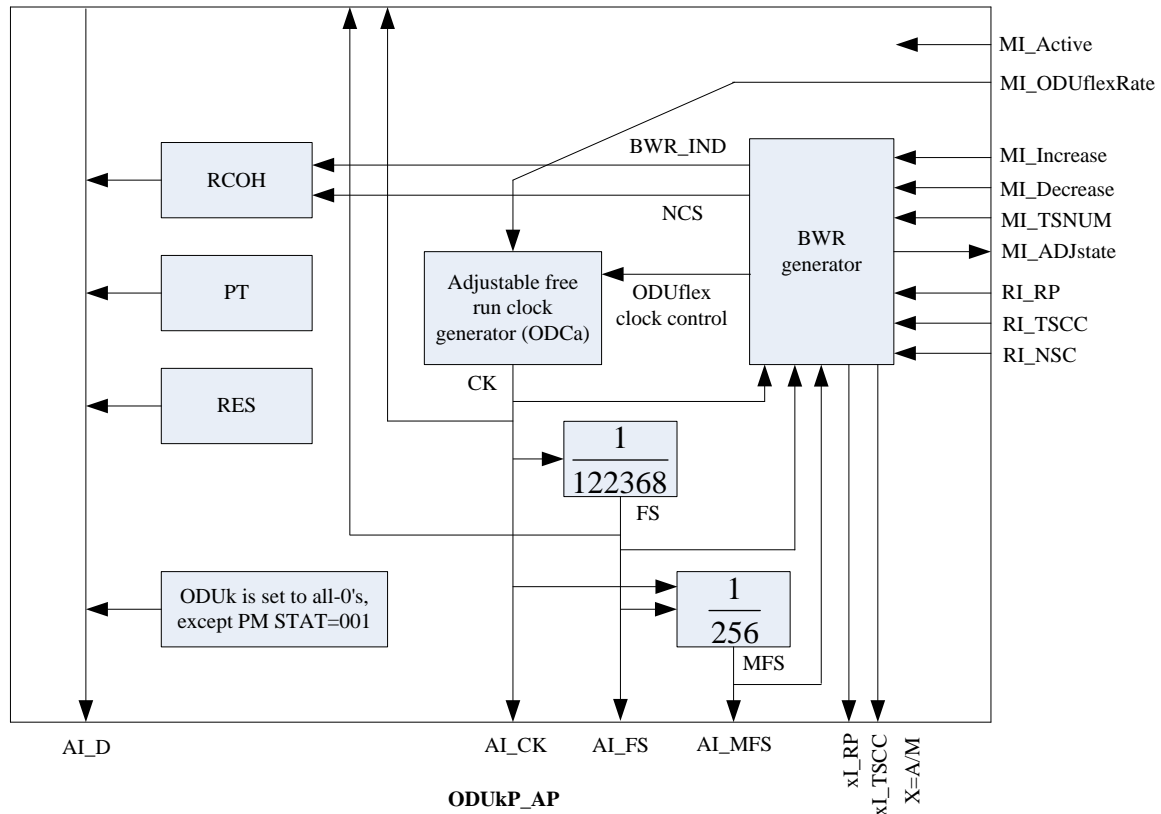 MI_Active
MI_ODUflexRate
BWR_IND
MI_Increase
RCOH
MI_Decrease
NCS
MI_TSNUM
BWR
generator
MI_ADJstate
Adjustable free
run clock
generator (ODCa)
PT
ODUflex
clock control
RI_RP
RI_TSCC
RI_NSC
CK
RES
1
122368
FS
ODUk is set to all-0's,
except PM STAT=001
1
256
MFS
AI_D
AI_CK
AI_FS
AI_MFS
xI_RP
xI_TSCC
X=A/M
ODUkP_AP